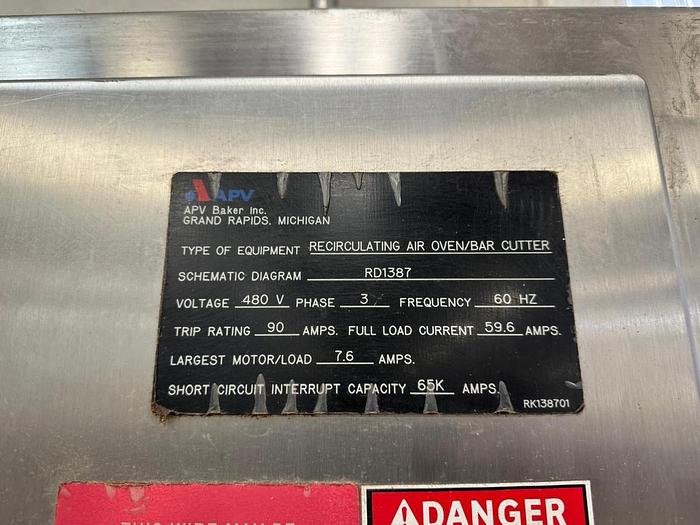 APV
APV Baker Inc.
GRAND RAPIDS, MICHIGAN
TYPE OF EQUIPMENT RECIRCULATING AIR OVEN/BAR CUTTER
SCHEMATIC DIAGRAM RD1387
VOLTAGE 480 V PHASE 3 FREQUENCY 60 HZ
TRIP RATING 90 AMPS. FULL LOAD CURRENT 59.6 AMPS.
LARGEST MOTOR/LOAD 7.6 AMPS.
SHORT CIRCUIT INTERRUPT CAPACITY 65K AMPS.
RK138701
DANGER